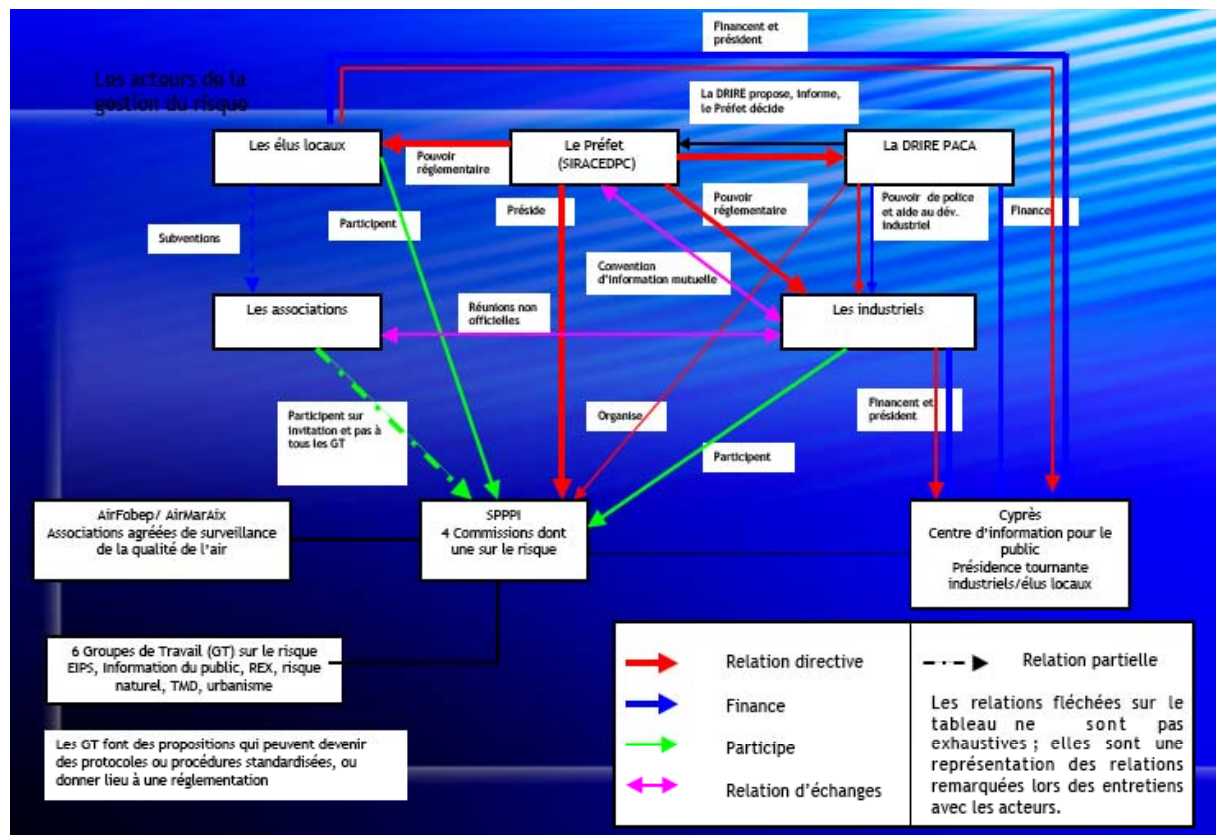 Financent et
président
Les acteurs de la
gestion du risque
La DRIRE propose, informe,
le Préfet décide
Les élus locaux
Pouvoir
réglementaire
Le Préfet
(SIRACEDPC)
La DRIRE PACA
Subventions
Participent
Préside
Pouvoir
réglementaire
Pouvoir de police
et aide au dév.
industriel
Finance
Convention
d'information mutuelle
Les associations
Réunions non
officielles
Les industriels
Participent sur
invitation et pas à
tous les GT
Organise
Participent
Financent et
président
AirFobep/ AirMarAix
Associations agréées de surveillance
de la qualité de l'air
SPPPI
4 Commissions dont
une sur le risque
Cyprès
Centre d'information pour le
public
Présidence tournante
industriels/élus locaux
6 Groupes de Travail (GT) sur le risque
EIPS, Information du public, REX, risque
naturel, TMD, urbanisme
Les GT font des propositions qui peuvent devenir
des protocoles ou procédures standardisées, ou
donner lieu à une réglementation
Relation directive
Finance
Participe
Relation d'échanges
Relation partielle
Les relations fléchées sur le
tableau ne sont pas
exhaustives ; elles sont une
représentation des relations
remarquées lors des entretiens
avec les acteurs.